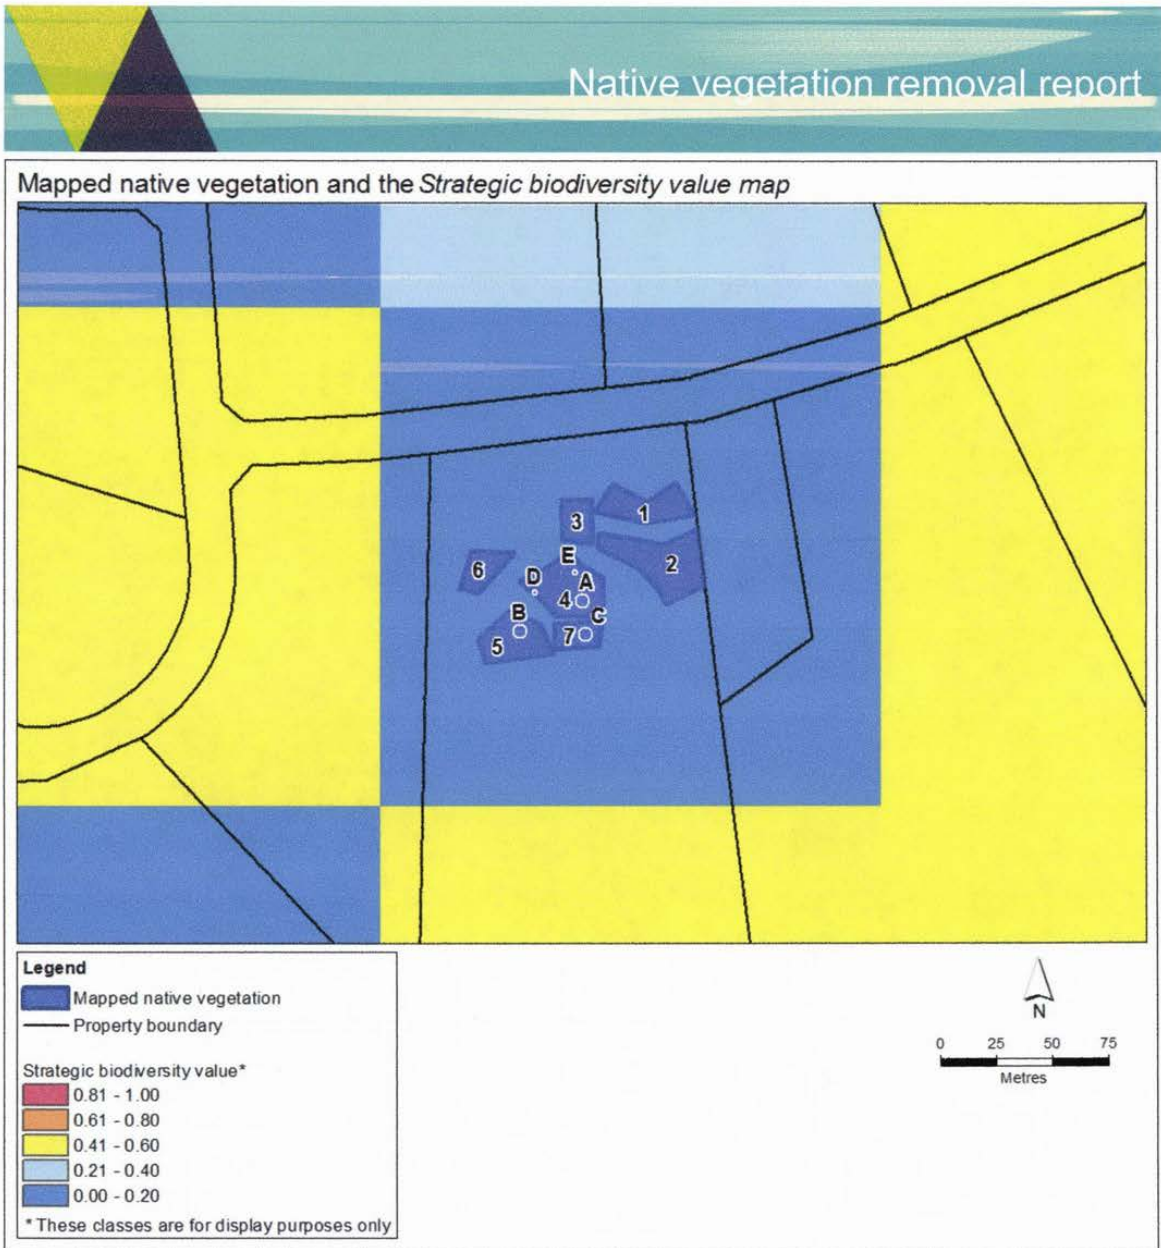 Native vegetation removal report
Mapped native vegetation and the Strategic biodiversity value map
1
3
2
E
6
D
A
4
B
C
7
5
Legend
Mapped native vegetation
Property boundary
Strategic biodiversity value*
0.81 - 1.00
0.61 - 0.80
0.41 - 0.60
0.21 - 0.40
0.00 - 0.20
* These classes are for display purposes only
N
0 25 50 75
Metres